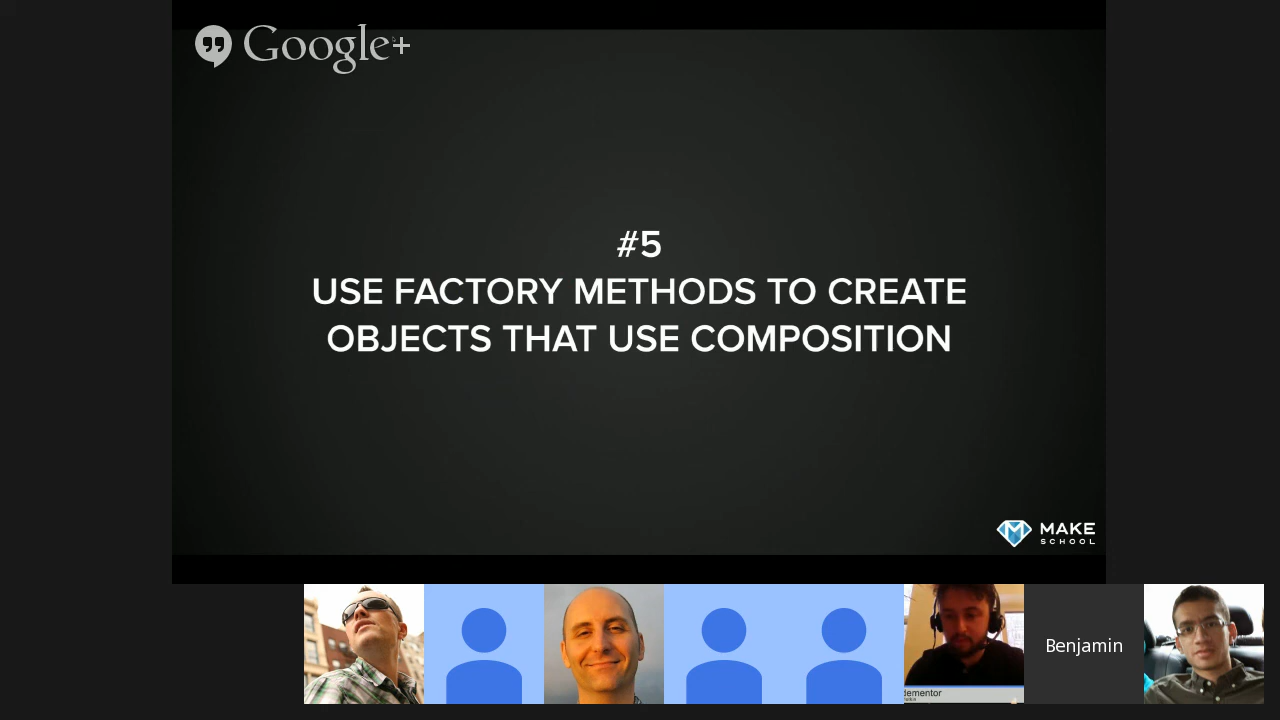 Google+
#5
USE FACTORY METHODS TO CREATE
OBJECTS THAT USE COMPOSITION
MAKE
SCHOOL
dementor
Benjamin